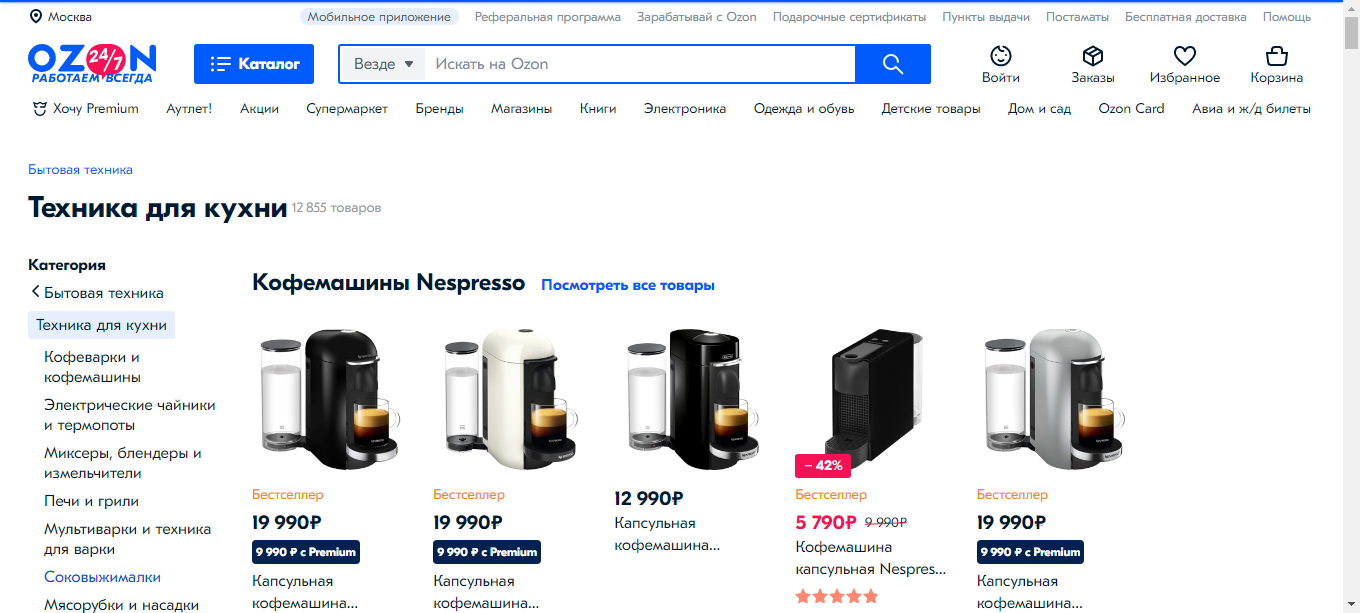 Москва
Мобильное приложение
Реферальная программа
Зарабатывай с Ozon
Подарочные сертификаты
Пункты выдачи
Постаматы
Бесплатная доставка
Помощь
OZON
24/7
РАБОТАЕМ ВСЕГДА
Каталог
Везде
Искать на Ozon
Войти
Заказы
Избранное
Корзина
Хочу Premium
Аутлет!
Акции
Супермаркет
Бренды
Магазины
Книги
Электроника
Одежда и обувь
Детские товары
Дом и сад
Ozon Card
Авиа и ж/д билеты
Бытовая техника
Техника для кухни 12 855 товаров
Категория
Бытовая техника
Техника для кухни
Кофеварки и
кофемашины
Электрические чайники
и термопоты
Миксеры, блендеры и
измельчители
Печи и грили
Мультиварки и техника
для варки
Соковыжималки
Мясорубки и насадки
Кофемашины Nespresso
Посмотреть все товары
Бестселлер
19 990₽
9 990 ₽ с Premium
Капсульная
кофемашина...
Бестселлер
19 990₽
9 990 ₽ с Premium
Капсульная
кофемашина...
12 990₽
Капсульная
кофемашина...
− 42%
Бестселлер
5 790₽ 9 990₽
Кофемашина
капсульная Nespres...
Бестселлер
19 990₽
9 990 ₽ с Premium
Капсульная
кофемашина...